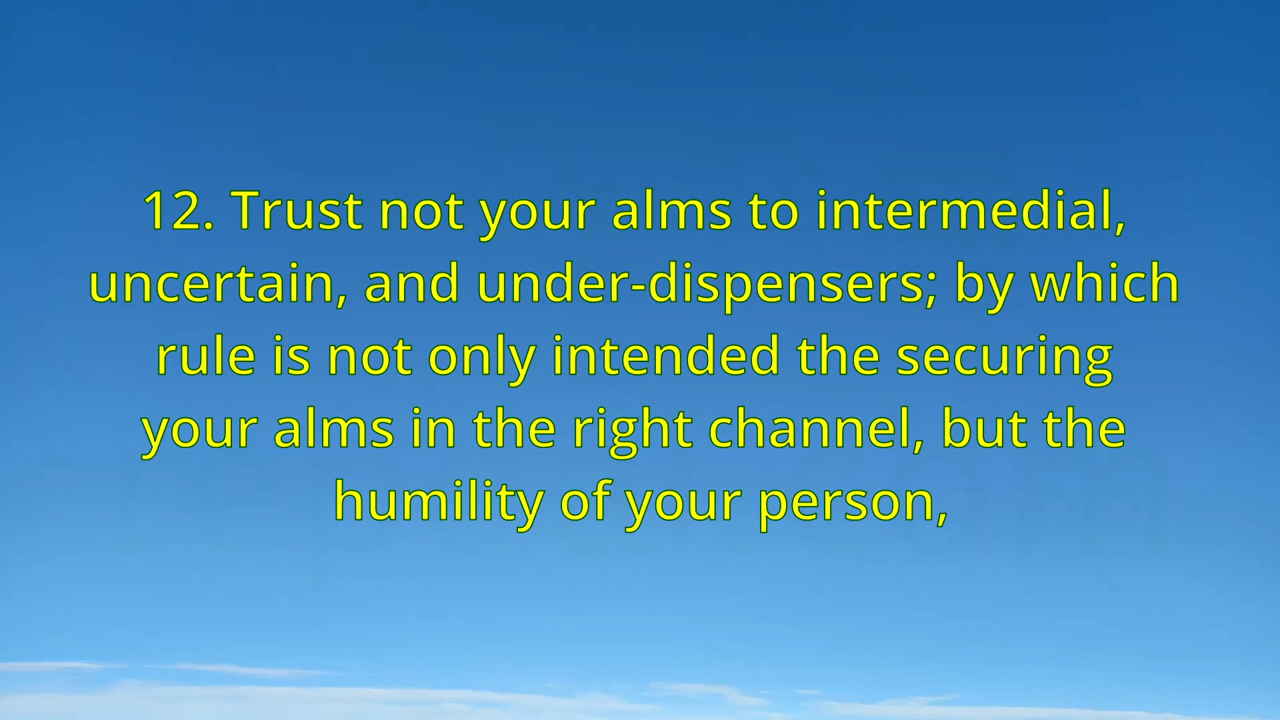 12. Trust not your alms to intermedial,
uncertain, and under-dispensers; by which
rule is not only intended the securing
your alms in the right channel, but the
humility of your person,